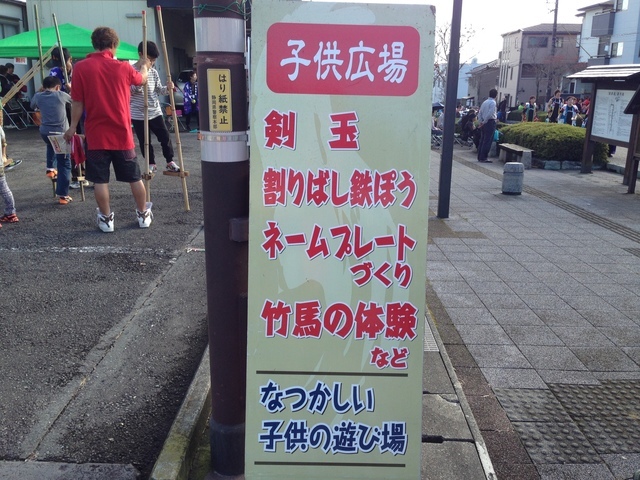 子供広場
剣玉
割りばし鉄ぽう
ネームプレート
づくり
竹馬の体験
など
なつかしい
子供の遊び場
はり紙禁止